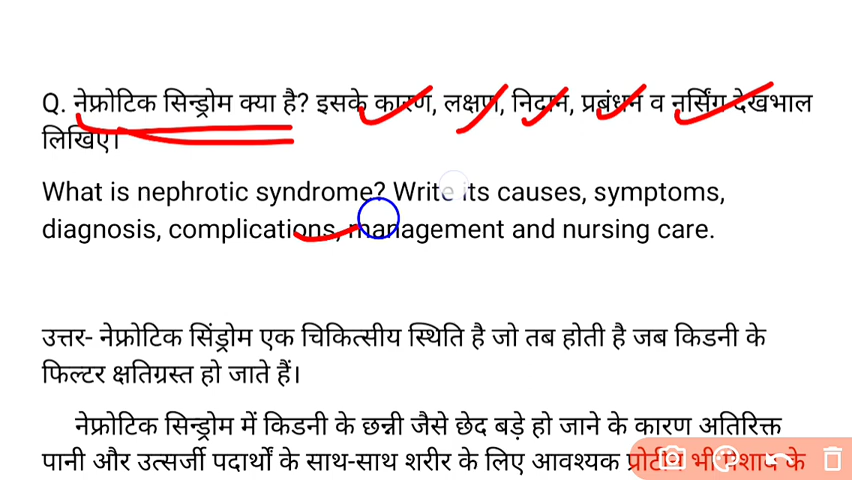 Q. नेफ्रोटिक सिन्ड्रोम क्या है? इसके कारण, लक्षण, निदान, प्रबंधन व नर्सिंग देखभाल
लिखिए।
What is nephrotic syndrome? Write its causes, symptoms,
diagnosis, complications, management and nursing care.
उत्तर- नेफ्रोटिक सिंड्रोम एक चिकित्सीय स्थिति है जो तब होती है जब किडनी के
फिल्टर क्षतिग्रस्त हो जाते हैं।
नेफ्रोटिक सिन्ड्रोम में किडनी के छन्नी जैसे छेद बड़े हो जाने के कारण अतिरिक्त
पानी और उत्सर्जी पदार्थों के साथ-साथ शरीर के लिए आवश्यक प्रोटीन भी पेशाब के